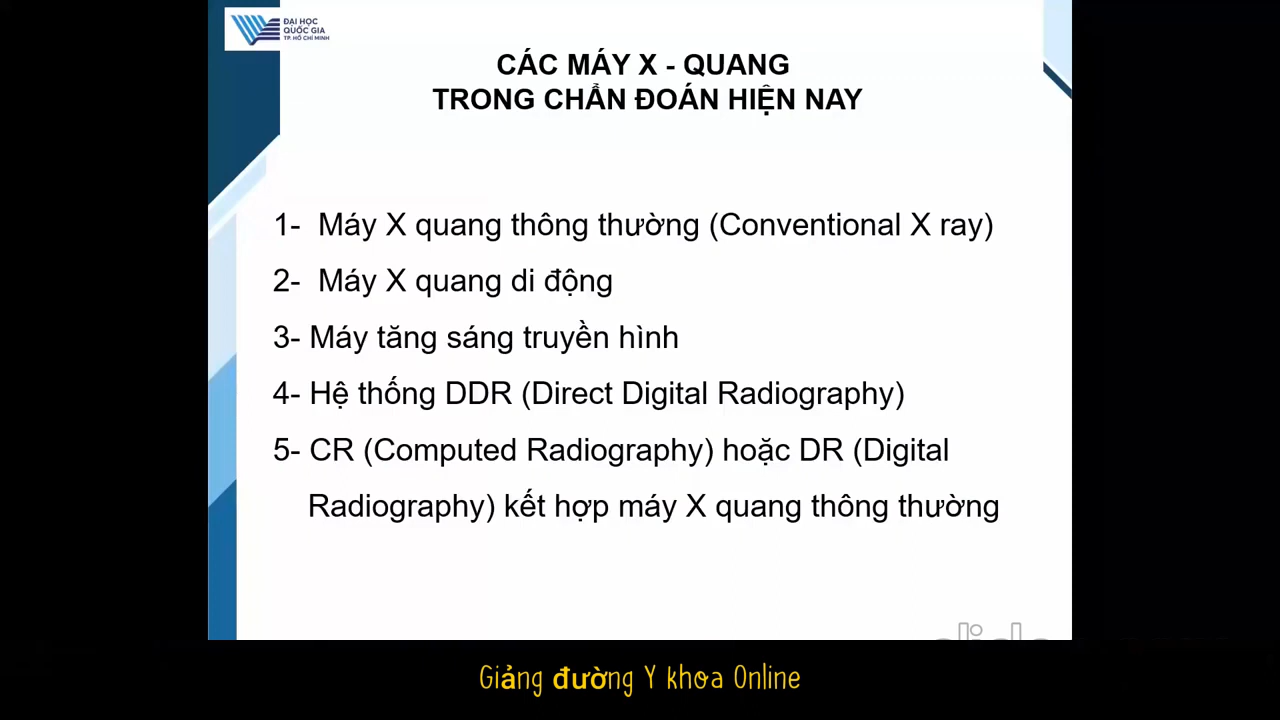 ĐẠI HỌC
QUỐC GIA
TP. HỒ CHÍ MINH
CÁC MÁY X - QUANG
TRONG CHẨN ĐOÁN HIỆN NAY
1- Máy X quang thông thường (Conventional X ray)
2- Máy X quang di động
3- Máy tăng sáng truyền hình
4- Hệ thống DDR (Direct Digital Radiography)
5- CR (Computed Radiography) hoặc DR (Digital
Radiography) kết hợp máy X quang thông thường
Giảng đường Y khoa Online